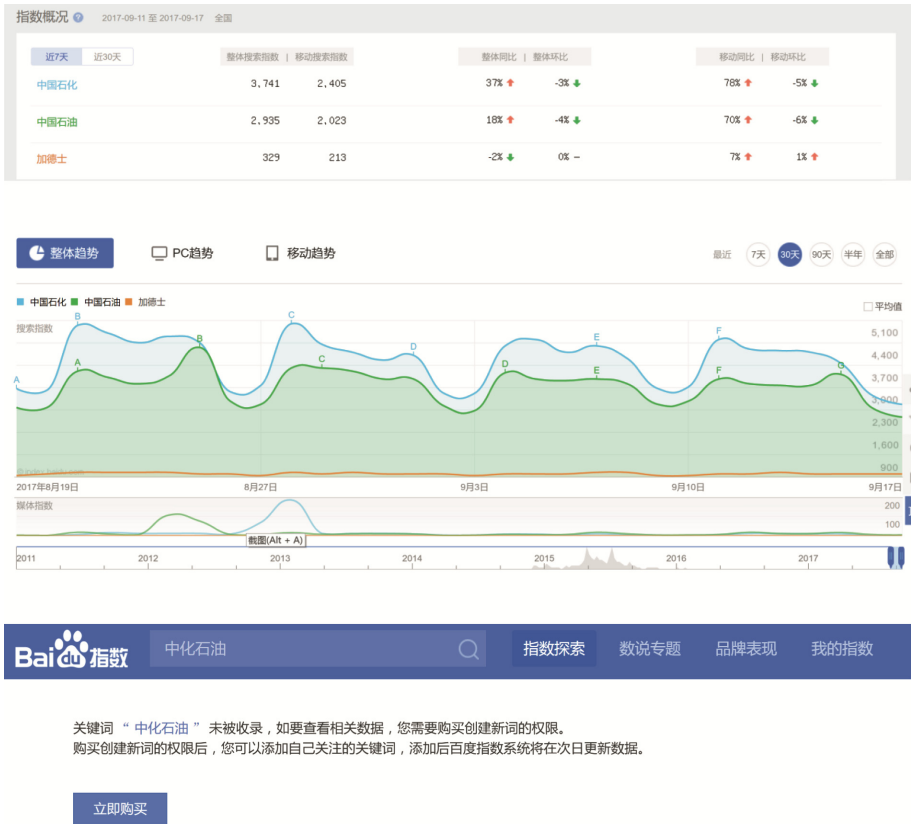 指数概况 ? 2017-09-11 至 2017-09-17 全国
近7天 近30天 整体搜索指数 | 移动搜索指数 整体同比 | 整体环比 移动同比 | 移动环比
中国石化 3,741 2,405 37% -3% 78% -5%
中国石油 2,935 2,023 18% -4% 70% -6%
加德士 329 213 -2% 0% – 7% 1%
整体趋势 PC趋势 移动趋势 最近 7天 30天 90天 半年 全部
中国石化 中国石油 加德士 平均值
搜索指数
A B C D E F
A B C D E F G
5,100
4,400
3,700
3,000
2,300
1,600
900
© index.baidu.com
2017年8月19日 8月27日 9月3日 9月10日 9月17日
媒体指数 200
100
截图(Alt + A)
2011 2012 2013 2014 2015 2016 2017
Bai du 指数 中化石油 指数探索 数说专题 品牌表现 我的指数
关键词 “ 中化石油 ” 未被收录，如要查看相关数据，您需要购买创建新词的权限。
购买创建新词的权限后，您可以添加自己关注的关键词，添加后百度指数系统将在次日更新数据。
立即购买